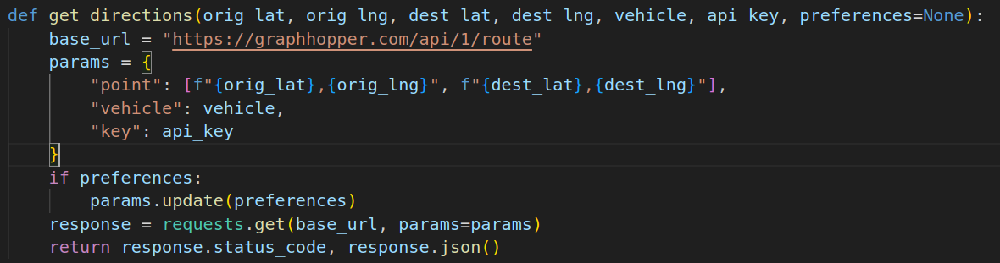 def get_directions(orig_lat, orig_lng, dest_lat, dest_lng, vehicle, api_key, preferences=None):
    base_url = "https://graphhopper.com/api/1/route"
    params = {
        "point": [f"{orig_lat},{orig_lng}", f"{dest_lat},{dest_lng}"],
        "vehicle": vehicle,
        "key": api_key
    }
    if preferences:
        params.update(preferences)
    response = requests.get(base_url, params=params)
    return response.status_code, response.json()